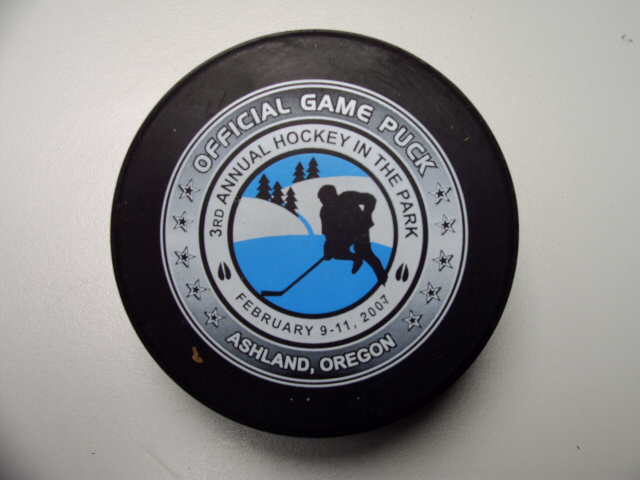 OFFICIAL GAME PUCK
3RD ANNUAL HOCKEY IN THE PARK
FEBRUARY 9-11, 2007
ASHLAND, OREGON